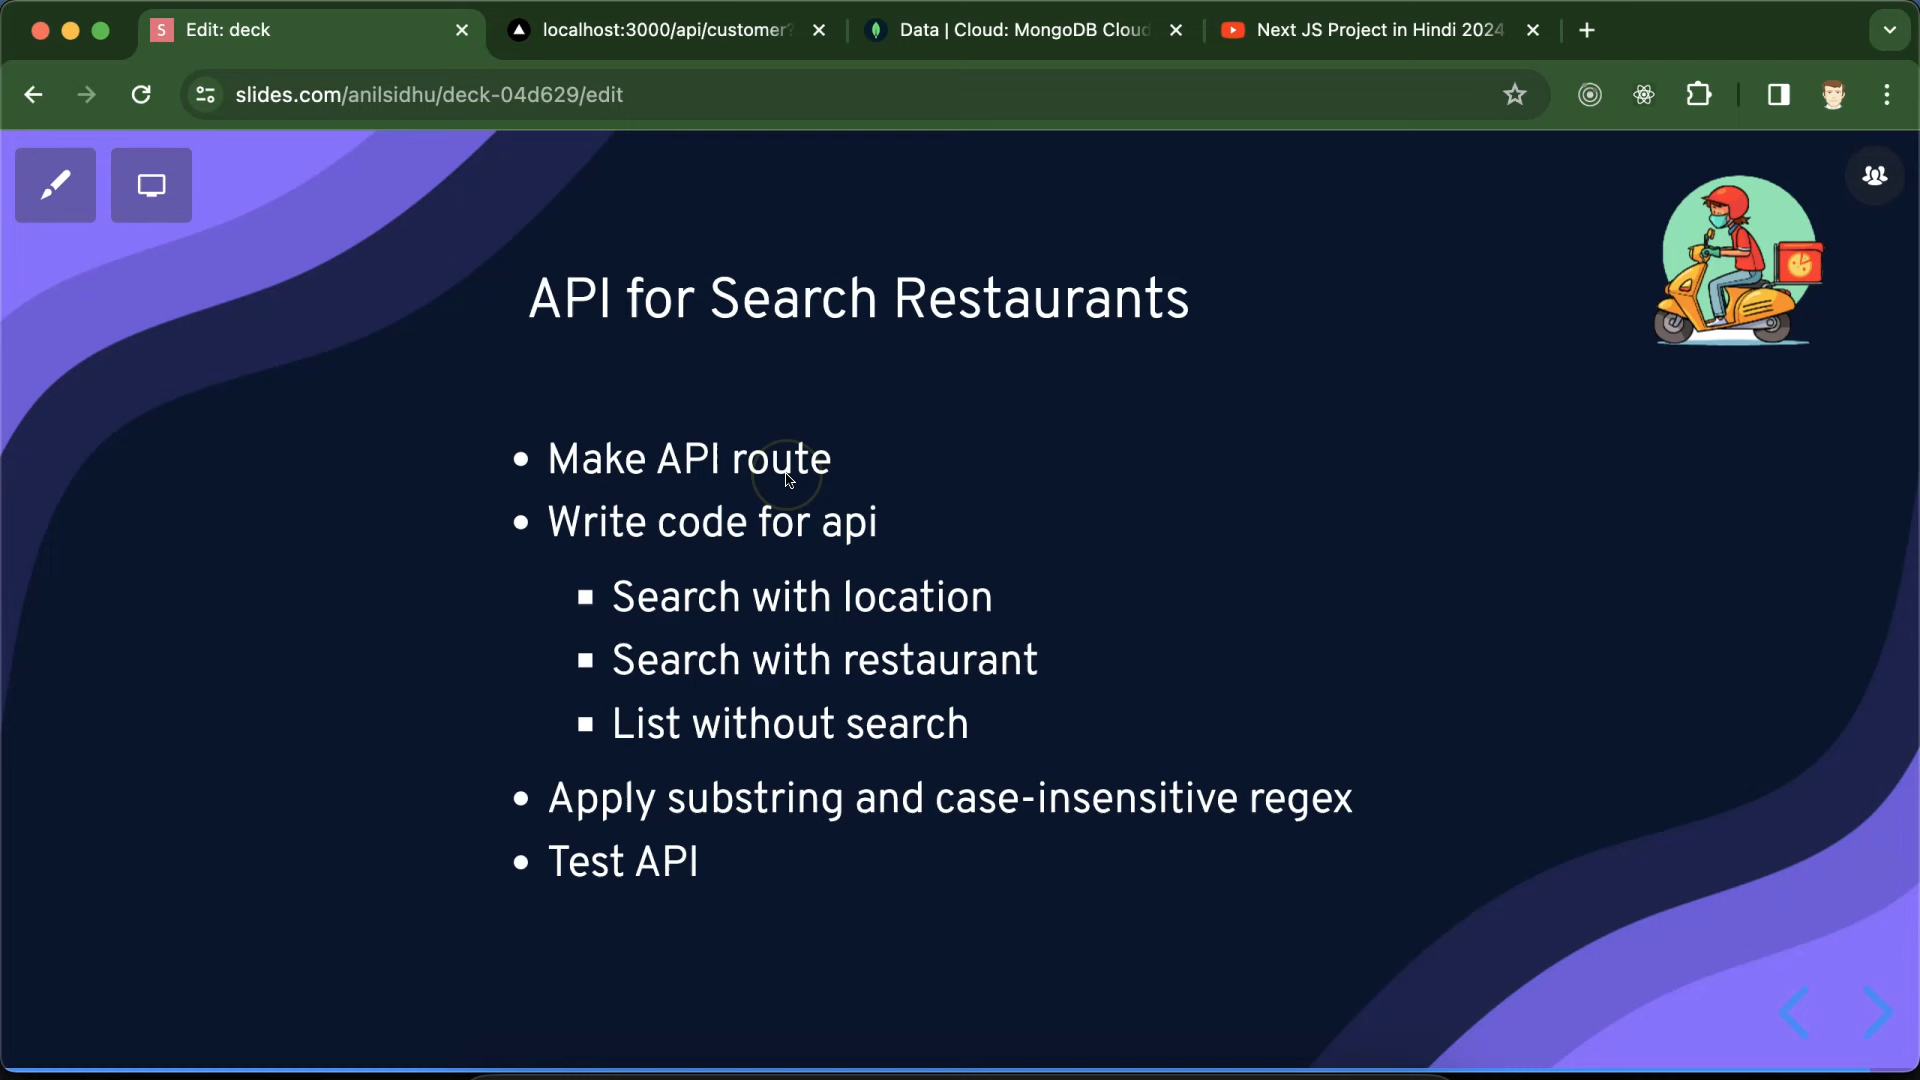 Edit: deck
localhost:3000/api/customer?
Data | Cloud: MongoDB Cloud
Next JS Project in Hindi 2024
slides.com/anilsidhu/deck-04d629/edit
API for Search Restaurants
• Make API route
• Write code for api
▪ Search with location
▪ Search with restaurant
▪ List without search
• Apply substring and case-insensitive regex
• Test API